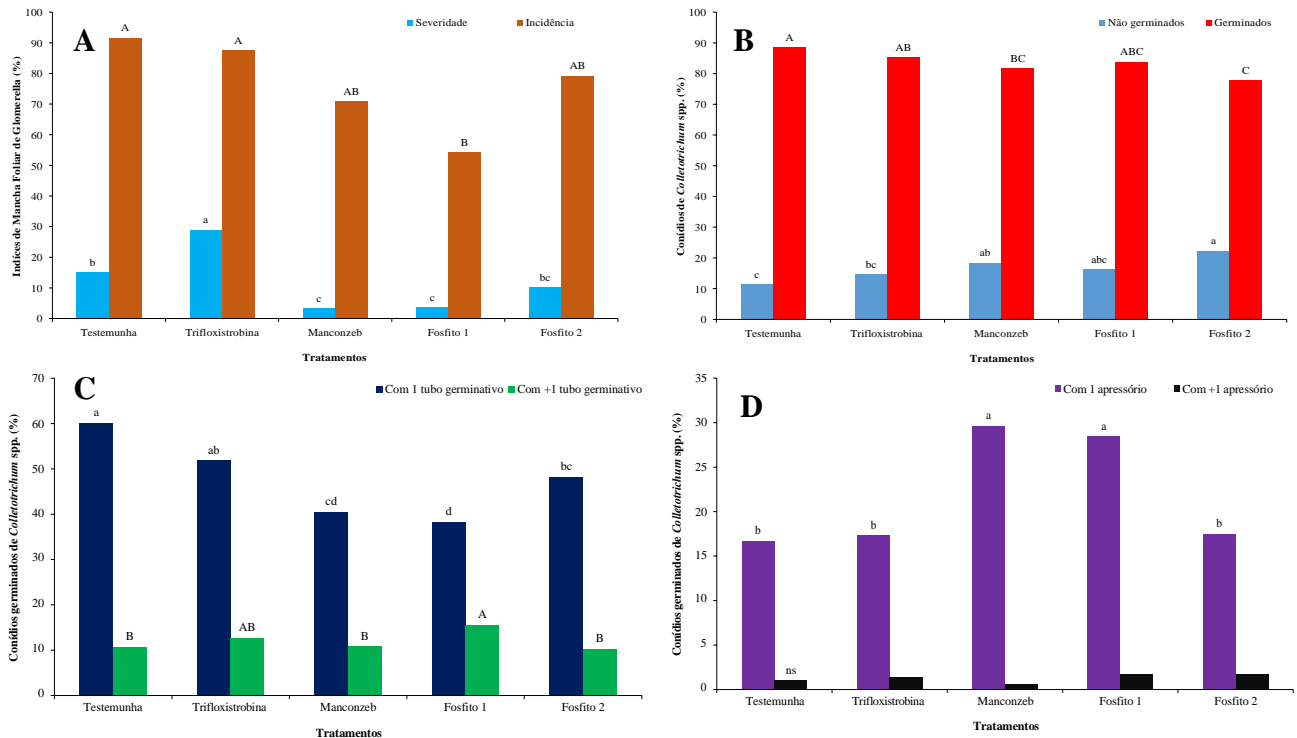 A
Severidade
Incidência
Indíces de Mancha Foliar de Glomerelia (%)
100
90
80
70
60
50
40
30
20
10
0
b
A
a
A
c
AB
c
B
bc
AB
Testemunha
Trifloxistrobina
Manconzeb
Fosfito 1
Fosfito 2
Tratamentos
B
Não germinados
Germinados
Conídios de Colletotrichum spp. (%)
100
90
80
70
60
50
40
30
20
10
0
c
A
bc
AB
ab
BC
abc
ABC
a
C
Testemunha
Trifloxistrobina
Manconzeb
Fosfito 1
Fosfito 2
Tratamentos
C
Com 1 tubo germinativo
Com +1 tubo germinativo
Conídios germinados de Colletotrichum spp. (%)
70
60
50
40
30
20
10
0
a
B
ab
AB
cd
B
d
A
bc
B
Testemunha
Trifloxistrobina
Manconzeb
Fosfito 1
Fosfito 2
Tratamentos
D
Com 1 apressório
Com +1 apressório
Conídios germinados de Colletotrichum spp. (%)
35
30
25
20
15
10
5
0
b
ns
b
a
a
b
Testemunha
Trifloxistrobina
Manconzeb
Fosfito 1
Fosfito 2
Tratamentos